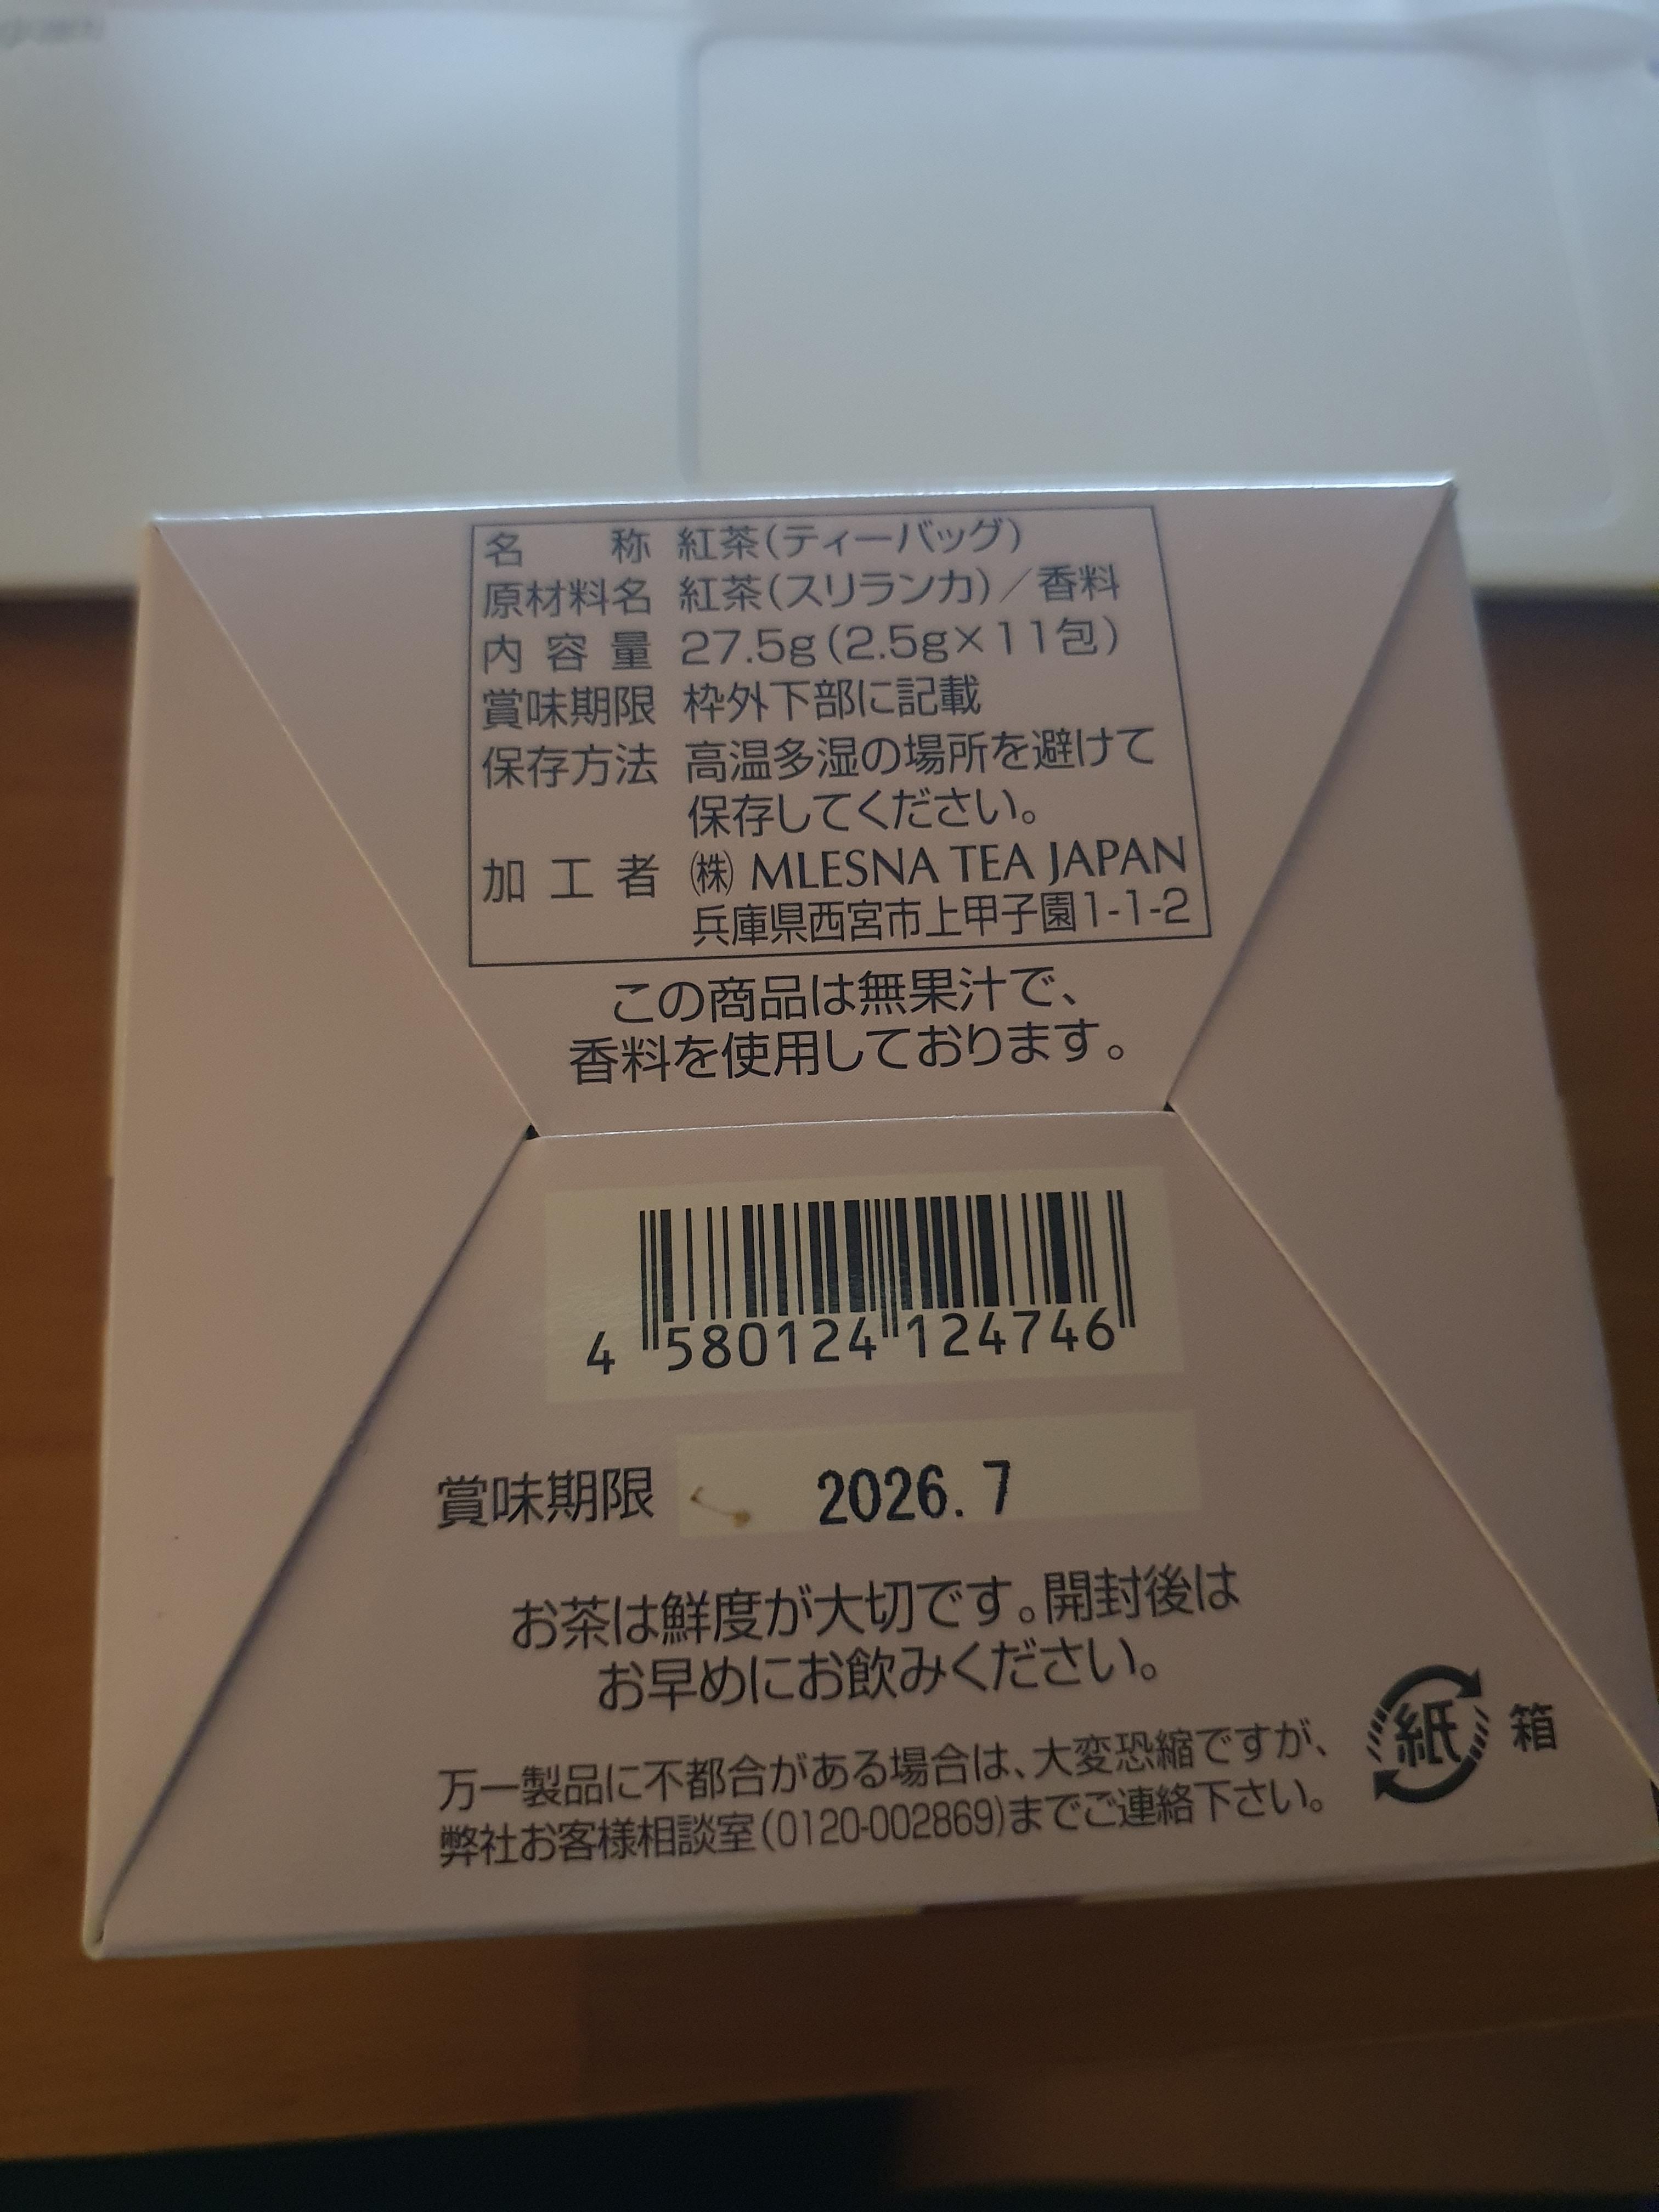 名称 紅茶(ティーバッグ)
原材料名 紅茶(スリランカ)／香料
内容量 27.5g(2.5g×11包)
賞味期限 枠外下部に記載
保存方法 高温多湿の場所を避けて
保存してください。
加工者 ㈱ MLESNA TEA JAPAN
兵庫県西宮市上甲子園1-1-2
この商品は無果汁で、
香料を使用しております。
4 580124 124746
賞味期限 2026.7
お茶は鮮度が大切です。開封後は
お早めにお飲みください。
万一製品に不都合がある場合は、大変恐縮ですが、
弊社お客様相談室(0120-002869)までご連絡下さい。
紙 箱